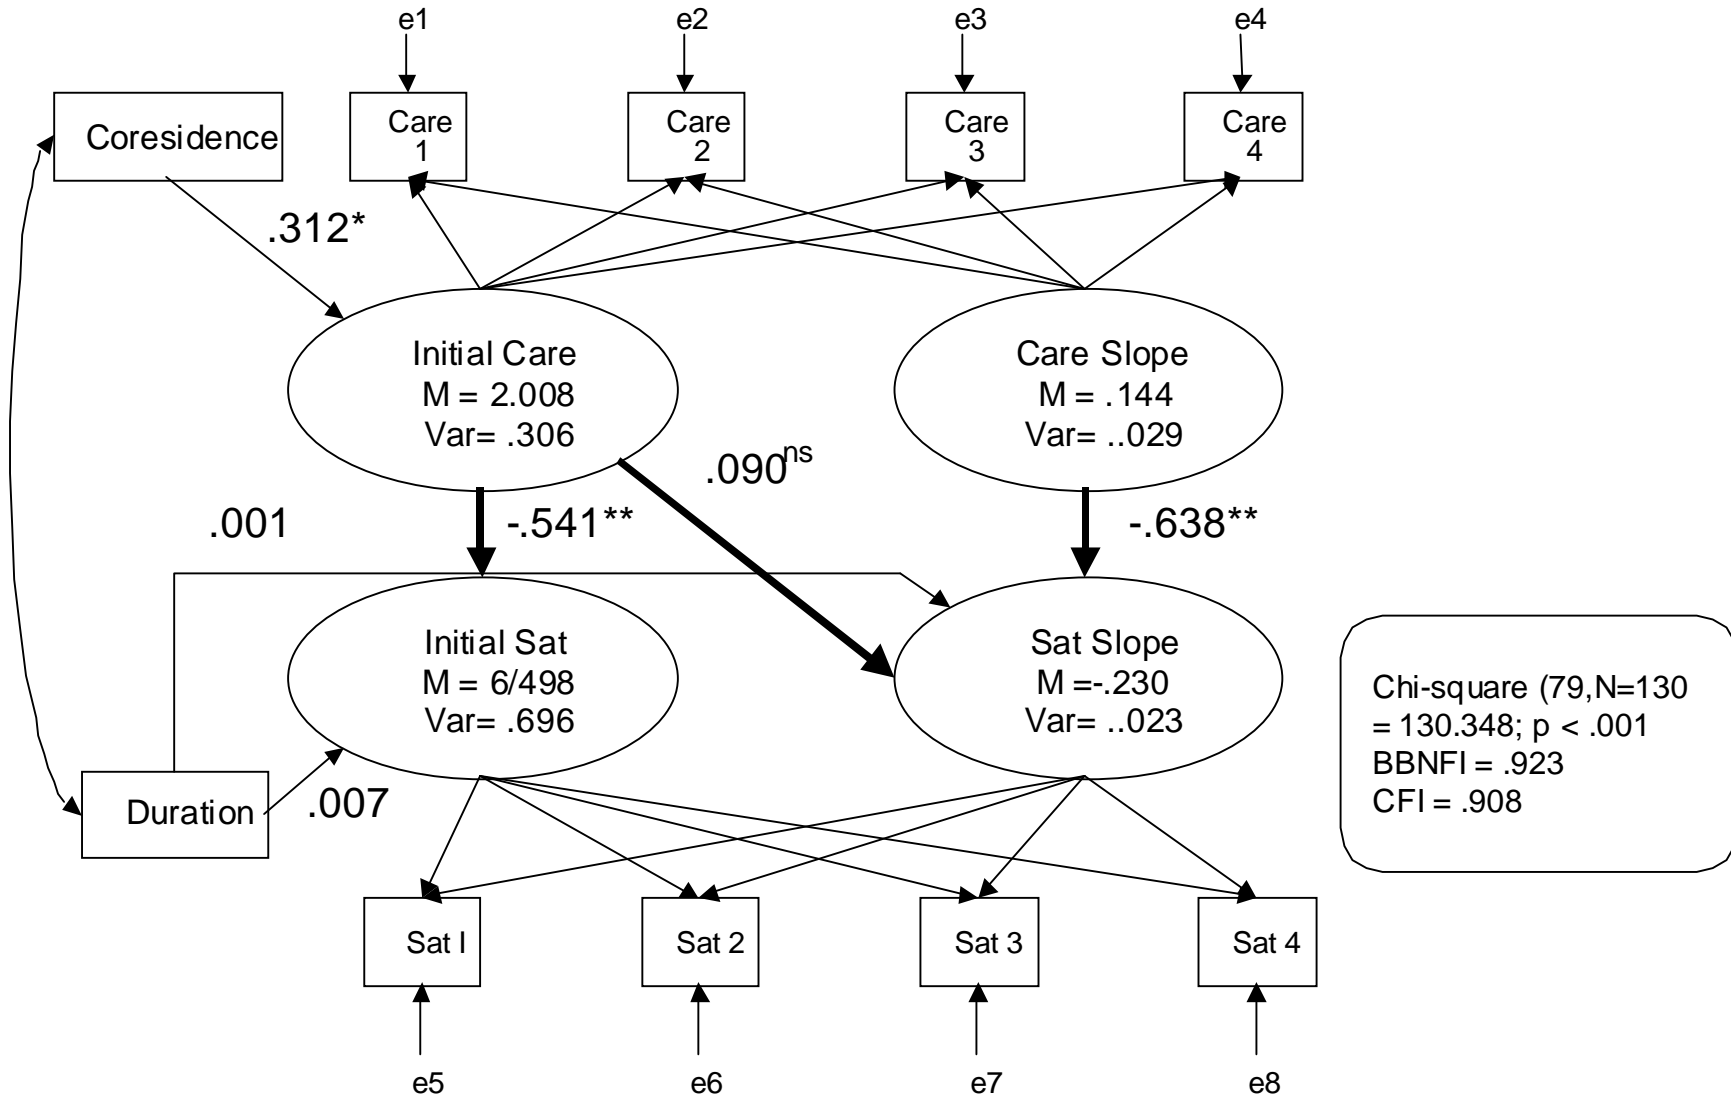 e1
e2
e3
e4
Coresidence
Care
1
Care
2
Care
3
Care
4
.312*
Initial Care
M = 2.008
Var= .306
Care Slope
M = .144
Var= ..029
.090ns
.001
-.541**
-.638**
Initial Sat
M = 6/498
Var= .696
Sat Slope
M =-.230
Var= ..023
Chi-square (79,N=130
= 130.348; p < .001
BBNFI = .923
CFI = .908
Duration
.007
Sat I
Sat 2
Sat 3
Sat 4
e5
e6
e7
e8